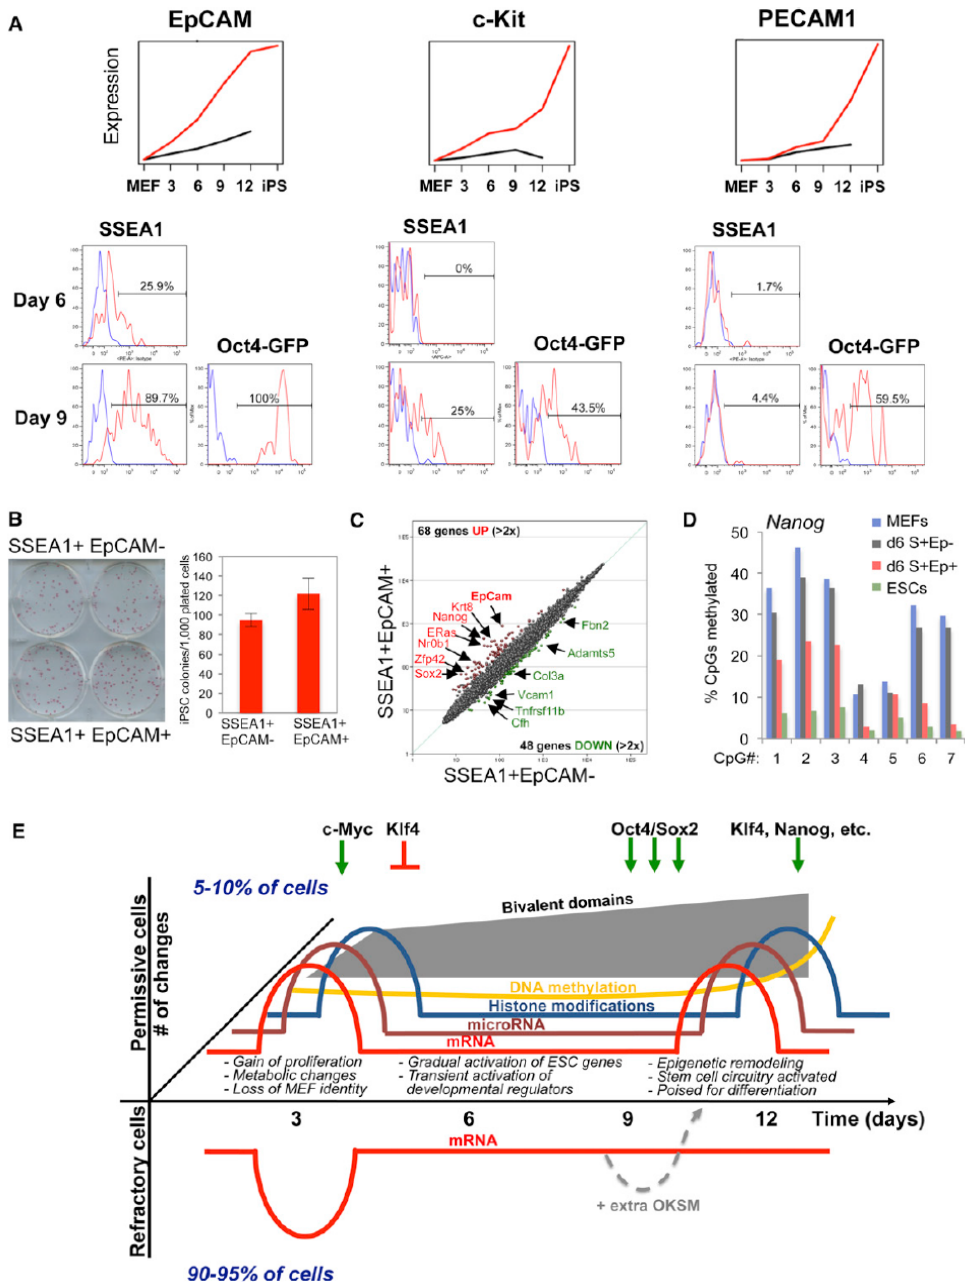 A
EpCAM
c-Kit
PECAM1
Expression
MEF 3 6 9 12 iPS
MEF 3 6 9 12 iPS
MEF 3 6 9 12 iPS
SSEA1
SSEA1
SSEA1
Day 6
25.9%
0%
1.7%
Oct4-GFP
Oct4-GFP
Oct4-GFP
Day 9
89.7%
100%
25%
43.5%
4.4%
59.5%
B
SSEA1+ EpCAM-
SSEA1+ EpCAM+
iPSC colonies/1,000 plated cells
160
140
120
100
80
60
40
20
0
SSEA1+ EpCAM-
SSEA1+ EpCAM+
C
68 genes UP (>2x)
SSEA1+EpCAM+
EpCam
Krt8
Nanog
ERas
Nr0b1
Zfp42
Sox2
Fbn2
Adamts5
Col3a
Vcam1
Tnfrsf11b
Cfh
48 genes DOWN (>2x)
SSEA1+EpCAM-
D
Nanog
MEFs
d6 S+Ep-
d6 S+Ep+
ESCs
% CpGs methylated
50
40
30
20
10
0
CpG#: 1 2 3 4 5 6 7
E
c-Myc
Klf4
Oct4/Sox2
Klf4, Nanog, etc.
5-10% of cells
Permissive cells
# of changes
Bivalent domains
DNA methylation
Histone modifications
microRNA
mRNA
- Gain of proliferation
- Metabolic changes
- Loss of MEF identity
- Gradual activation of ESC genes
- Transient activation of
developmental regulators
- Epigenetic remodeling
- Stem cell circuitry activated
- Poised for differentiation
3 6 9 12 Time (days)
Refractory cells
mRNA
+ extra OKSM
90-95% of cells